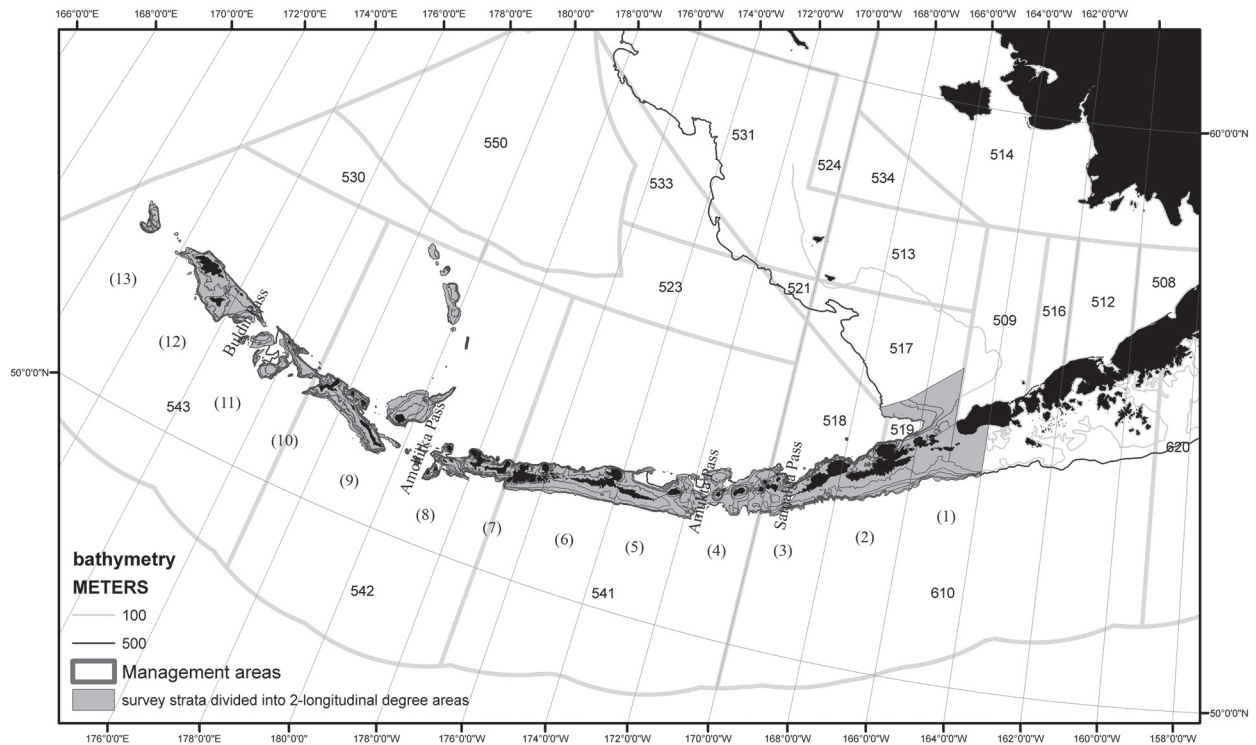 166°0'0"E 168°0'0"E 170°0'0"E 172°0'0"E 174°0'0"E 176°0'0"E 178°0'0"E 180°0'0" 178°0'0"W 176°0'0"W 174°0'0"W 172°0'0"W 170°0'0"W 168°0'0"W 166°0'0"W 164°0'0"W 162°0'0"W
60°0'0"N
531
550
514
524
530
533
534
513
(13)
523
521
508
512
516
509
Buldir Pass
(12)
517
50°0'0"N
543
(11)
518
519
(10)
Amchitka Pass
620
(9)
Amukta Pass
Samalga Pass
(8)
(7)
(6)
(5)
(4)
(3)
(2)
(1)
542
541
610
bathymetry
METERS
100
500
Management areas
survey strata divided into 2-longitudinal degree areas
50°0'0"N
176°0'0"E 178°0'0"E 180°0'0" 178°0'0"W 176°0'0"W 174°0'0"W 172°0'0"W 170°0'0"W 168°0'0"W 166°0'0"W 164°0'0"W 162°0'0"W 160°0'0"W 158°0'0"W